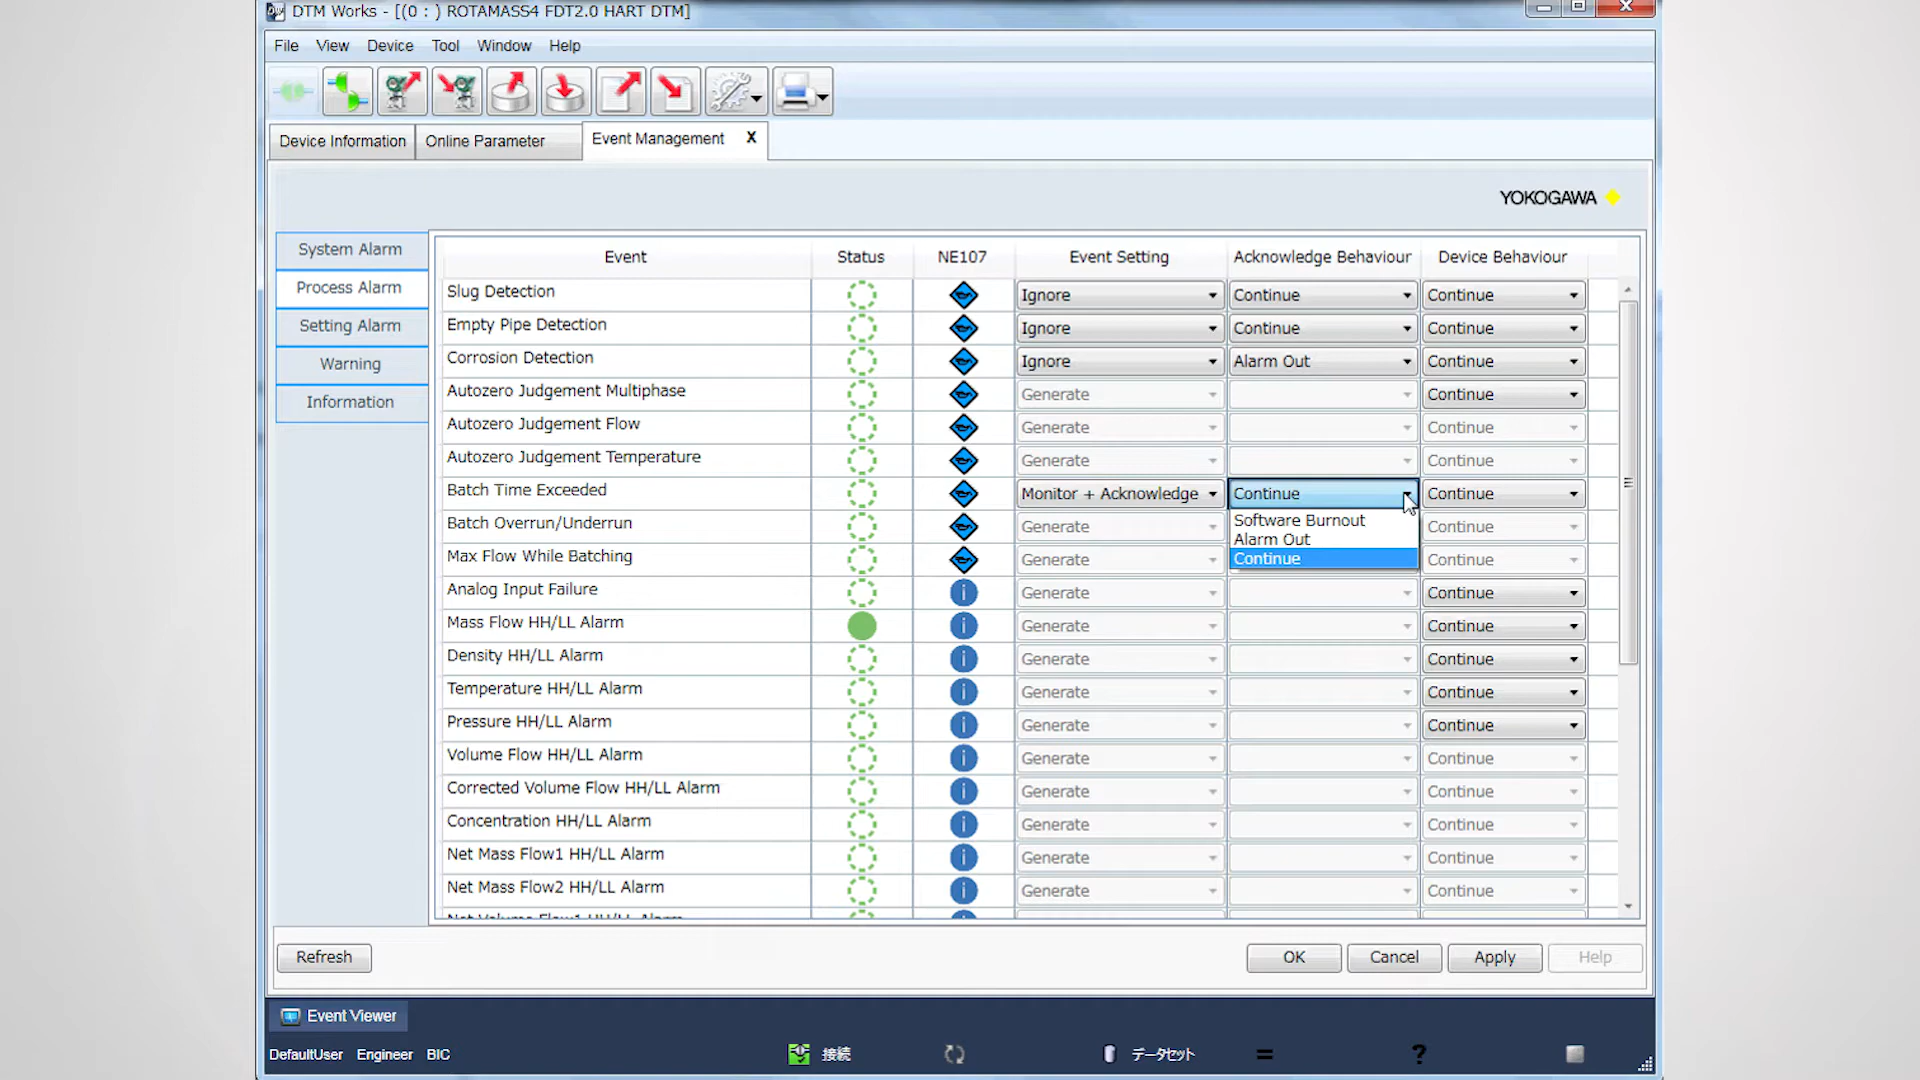 DTM Works - [(0 : ) ROTAMASS4 FDT2.0 HART DTM]
File View Device Tool Window Help
Device Information Online Parameter Event Management X
YOKOGAWA
System Alarm
Process Alarm
Setting Alarm
Warning
Information
Event Status NE107 Event Setting Acknowledge Behaviour Device Behaviour
Slug Detection Ignore Continue Continue
Empty Pipe Detection Ignore Continue Continue
Corrosion Detection Ignore Alarm Out Continue
Autozero Judgement Multiphase Generate Continue
Autozero Judgement Flow Generate Continue
Autozero Judgement Temperature Generate Continue
Batch Time Exceeded Monitor + Acknowledge Continue Continue
Batch Overrun/Underrun Generate Software Burnout Continue
Alarm Out
Max Flow While Batching Generate Continue Continue
Analog Input Failure Generate Continue
Mass Flow HH/LL Alarm Generate Continue
Density HH/LL Alarm Generate Continue
Temperature HH/LL Alarm Generate Continue
Pressure HH/LL Alarm Generate Continue
Volume Flow HH/LL Alarm Generate Continue
Corrected Volume Flow HH/LL Alarm Generate Continue
Concentration HH/LL Alarm Generate Continue
Net Mass Flow1 HH/LL Alarm Generate Continue
Net Mass Flow2 HH/LL Alarm Generate Continue
Net Volume Flow1 HH/LL Alarm
Refresh OK Cancel Apply Help
Event Viewer
DefaultUser Engineer BIC 接続 データセット = ?